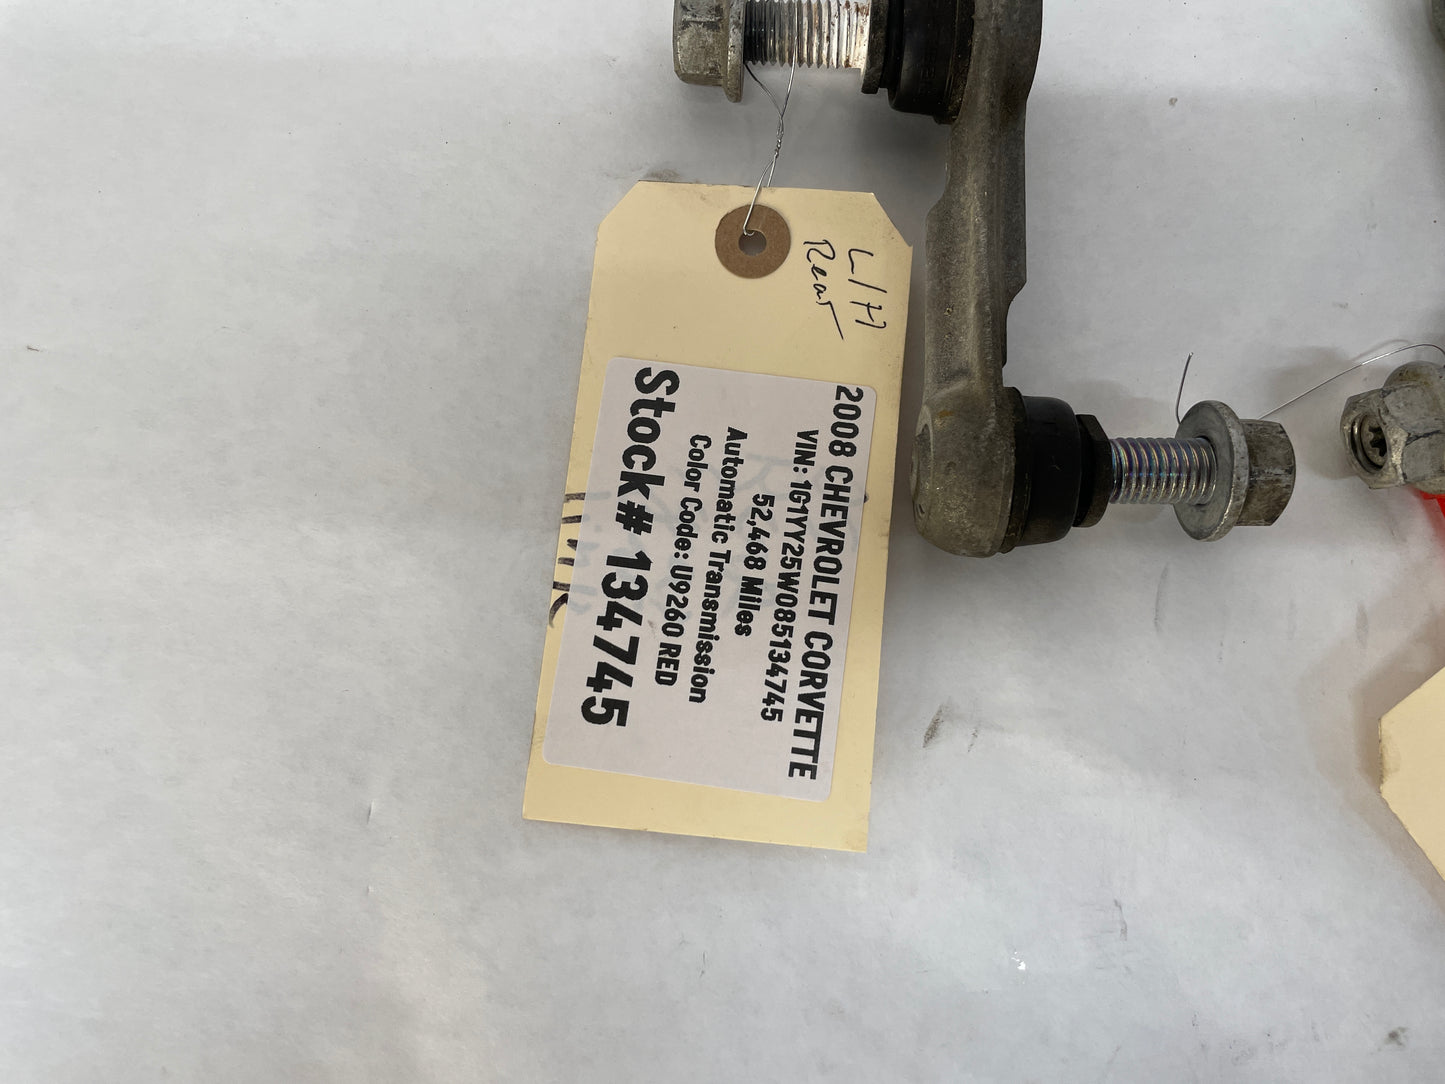 L/H
Rear
2008 CHEVROLET CORVETTE
VIN: 1G1YY25W085134745
52,468 Miles
Automatic Transmission
Color Code: U9260 RED
Stock# 134745